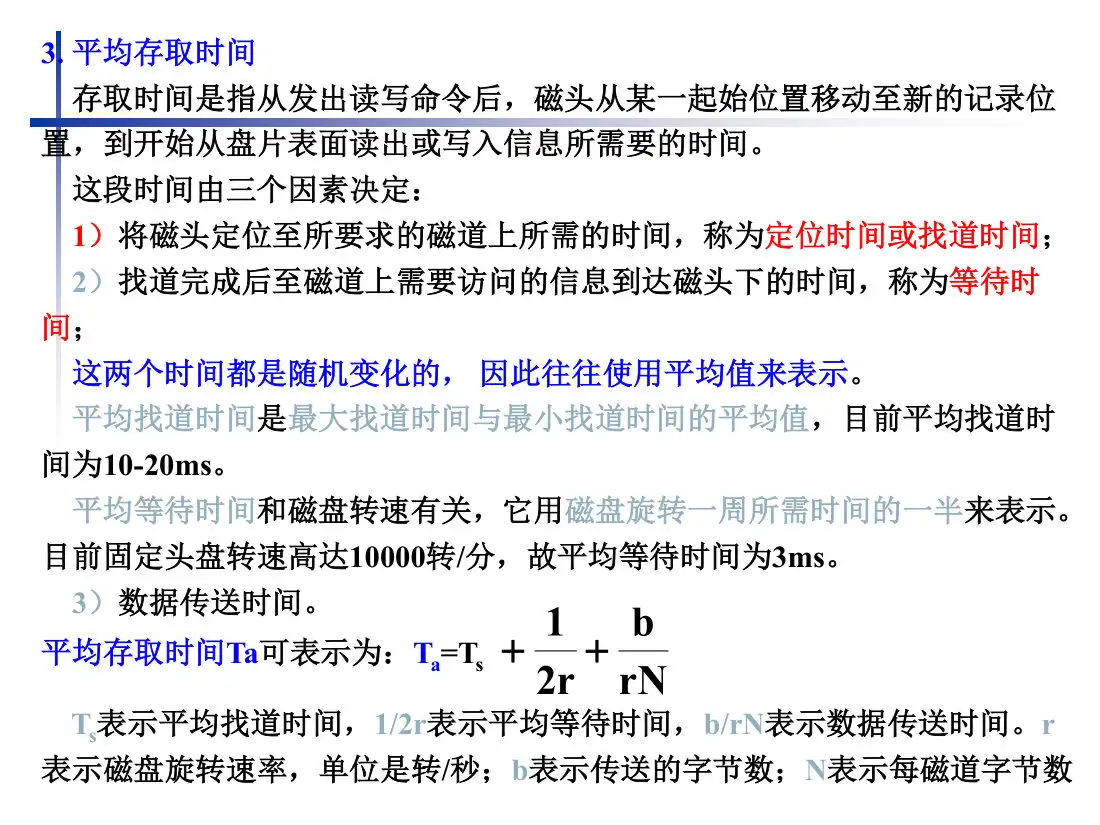 3. 平均存取时间
存取时间是指从发出读写命令后，磁头从某一起始位置移动至新的记录位
置，到开始从盘片表面读出或写入信息所需要的时间。
这段时间由三个因素决定：
1）将磁头定位至所要求的磁道上所需的时间，称为定位时间或找道时间；
2）找道完成后至磁道上需要访问的信息到达磁头下的时间，称为等待时
间；
这两个时间都是随机变化的， 因此往往使用平均值来表示。
平均找道时间是最大找道时间与最小找道时间的平均值，目前平均找道时
间为10-20ms。
平均等待时间和磁盘转速有关，它用磁盘旋转一周所需时间的一半来表示。
目前固定头盘转速高达10000转/分，故平均等待时间为3ms。
3）数据传送时间。
平均存取时间Ta可表示为：Ta=Ts + 1/2r + b/rN
Ts表示平均找道时间，1/2r表示平均等待时间，b/rN表示数据传送时间。r
表示磁盘旋转速率，单位是转/秒；b表示传送的字节数；N表示每磁道字节数